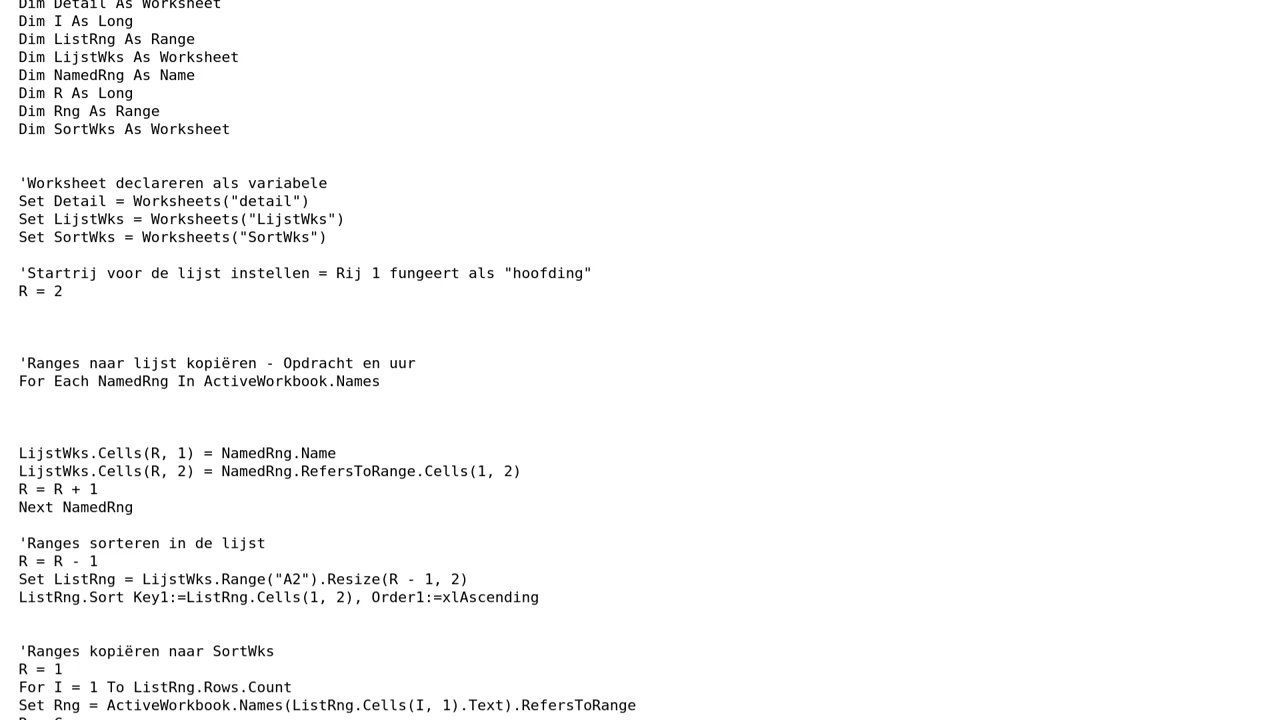 Dim Detail As Worksheet
Dim I As Long
Dim ListRng As Range
Dim LijstWks As Worksheet
Dim NamedRng As Name
Dim R As Long
Dim Rng As Range
Dim SortWks As Worksheet
'Worksheet declareren als variabele
Set Detail = Worksheets("detail")
Set LijstWks = Worksheets("LijstWks")
Set SortWks = Worksheets("SortWks")
'Startrij voor de lijst instellen = Rij 1 fungeert als "hoofding"
R = 2
'Ranges naar lijst kopiëren - Opdracht en uur
For Each NamedRng In ActiveWorkbook.Names
LijstWks.Cells(R, 1) = NamedRng.Name
LijstWks.Cells(R, 2) = NamedRng.RefersToRange.Cells(1, 2)
R = R + 1
Next NamedRng
'Ranges sorteren in de lijst
R = R - 1
Set ListRng = LijstWks.Range("A2").Resize(R - 1, 2)
ListRng.Sort Key1:=ListRng.Cells(1, 2), Order1:=xlAscending
'Ranges kopiëren naar SortWks
R = 1
For I = 1 To ListRng.Rows.Count
Set Rng = ActiveWorkbook.Names(ListRng.Cells(I, 1).Text).RefersToRange